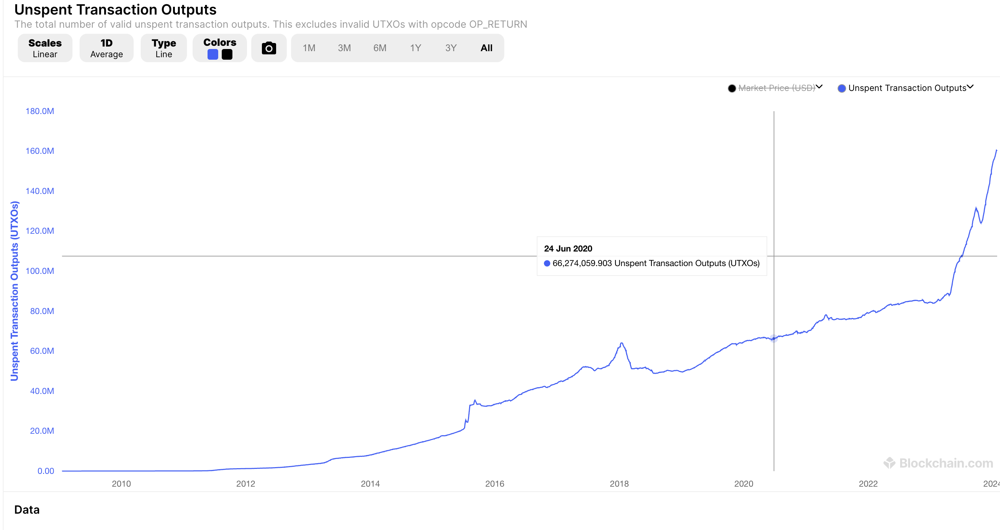 Unspent Transaction Outputs
The total number of valid unspent transaction outputs. This excludes invalid UTXOs with opcode OP_RETURN
Scales
Linear
1D
Average
Type
Line
Colors
1M 3M 6M 1Y 3Y All
Market Price (USD) Unspent Transaction Outputs
Unspent Transaction Outputs (UTXOs)
180.0M
160.0M
140.0M
120.0M
100.0M
80.0M
60.0M
40.0M
20.0M
0.00
24 Jun 2020
66,274,059.903 Unspent Transaction Outputs (UTXOs)
Blockchain.com
2010 2012 2014 2016 2018 2020 2022 2024
Data